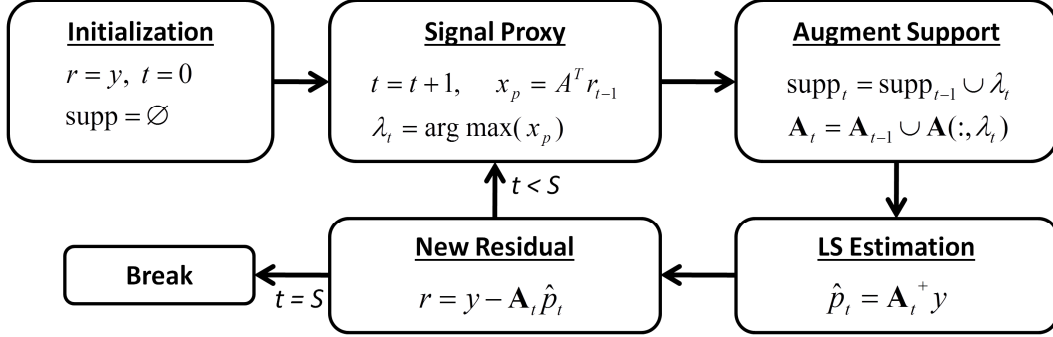 Initialization
r = y, t = 0
supp = ∅
Signal Proxy
t = t + 1, x_p = A^T r_{t-1}
λ_t = arg max(x_p)
Augment Support
supp_t = supp_{t-1} ∪ λ_t
A_t = A_{t-1} ∪ A(:, λ_t)
t < S
LS Estimation
p̂_t = A_t^+ y
New Residual
r = y − A_t p̂_t
t = S
Break